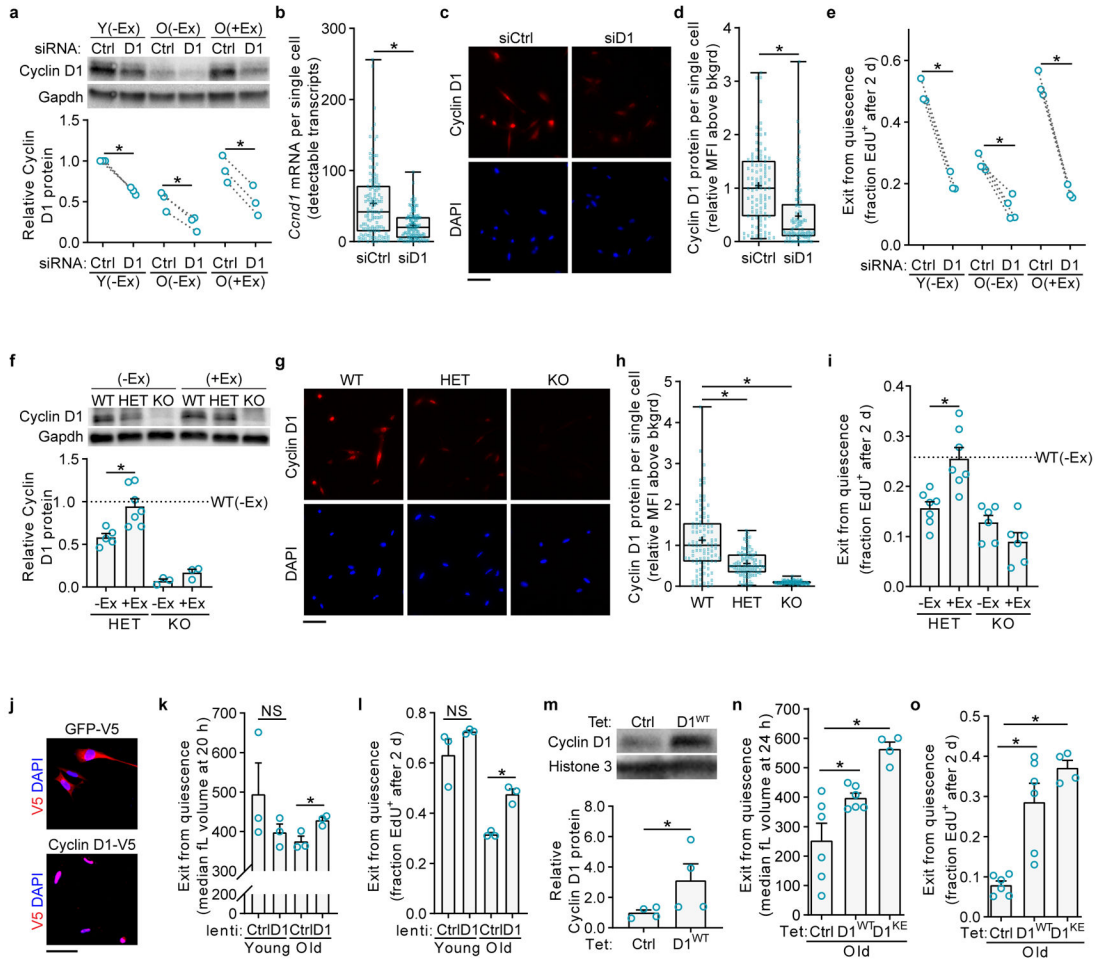 a
Y(-Ex) O(-Ex) O(+Ex)
siRNA: Ctrl D1 Ctrl D1 Ctrl D1
Cyclin D1
Gapdh
Relative Cyclin
D1 protein
1.5
1.0
0.5
0.0
*
*
*
siRNA: Ctrl D1 Ctrl D1 Ctrl D1
Y(-Ex) O(-Ex) O(+Ex)
b
Ccnd1 mRNA per single cell
(detectable transcripts)
300
250
200
150
100
50
0
*
siCtrl siD1
c
siCtrl siD1
Cyclin D1
DAPI
d
Cyclin D1 protein per single cell
(relative MFI above bkgrd)
4
3
2
1
0
*
siCtrl siD1
e
Exit from quiescence
(fraction EdU+ after 2 d)
0.6
0.4
0.2
0.0
*
*
*
siRNA: Ctrl D1 Ctrl D1 Ctrl D1
Y(-Ex) O(-Ex) O(+Ex)
f
(-Ex) (+Ex)
WT HET KO WT HET KO
Cyclin D1
Gapdh
Relative Cyclin
D1 protein
1.5
1.0
0.5
0.0
*
WT(-Ex)
-Ex +Ex -Ex +Ex
HET KO
g
WT HET KO
Cyclin D1
DAPI
h
Cyclin D1 protein per single cell
(relative MFI above bkgrd)
5
4
3
2
1
0
*
*
WT HET KO
i
Exit from quiescence
(fraction EdU+ after 2 d)
0.4
0.3
0.2
0.1
0.0
*
WT(-Ex)
-Ex +Ex -Ex +Ex
HET KO
j
GFP-V5
V5 DAPI
Cyclin D1-V5
V5 DAPI
k
Exit from quiescence
(median fL volume at 20 h)
700
600
500
400
300
200
100
0
NS
*
lenti: CtrlD1 CtrlD1
Young Old
l
Exit from quiescence
(fraction EdU+ after 2 d)
0.8
0.6
0.4
0.2
0.0
NS
*
lenti: CtrlD1 CtrlD1
Young Old
m
Tet: Ctrl D1WT
Cyclin D1
Histone 3
Relative
Cyclin D1 protein
8.0
6.0
4.0
2.0
0.0
*
Tet: Ctrl D1WT
n
Exit from quiescence
(median fL volume at 24 h)
700
600
500
400
300
200
100
0
*
*
Tet: Ctrl D1WT D1KE
Old
o
Exit from quiescence
(fraction EdU+ after 2 d)
0.5
0.4
0.3
0.2
0.1
0.0
*
*
Tet: Ctrl D1WT D1KE
Old